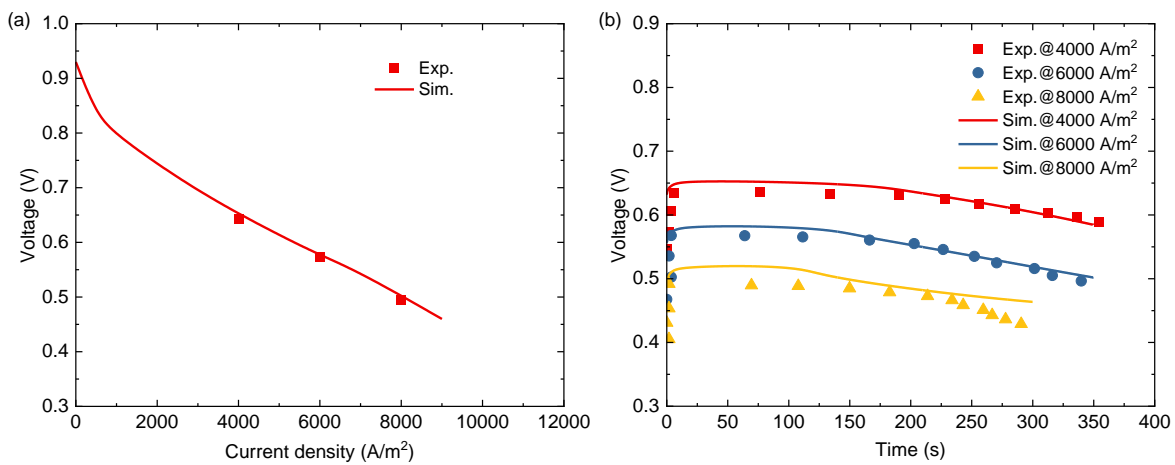 (a)
1.0
0.9
0.8
0.7
0.6
0.5
0.4
0.3
Voltage (V)
Exp.
Sim.
0 2000 4000 6000 8000 10000 12000
Current density (A/m²)
(b)
0.9
0.8
0.7
0.6
0.5
0.4
0.3
Voltage (V)
Exp.@4000 A/m²
Exp.@6000 A/m²
Exp.@8000 A/m²
Sim.@4000 A/m²
Sim.@6000 A/m²
Sim.@8000 A/m²
0 50 100 150 200 250 300 350 400
Time (s)